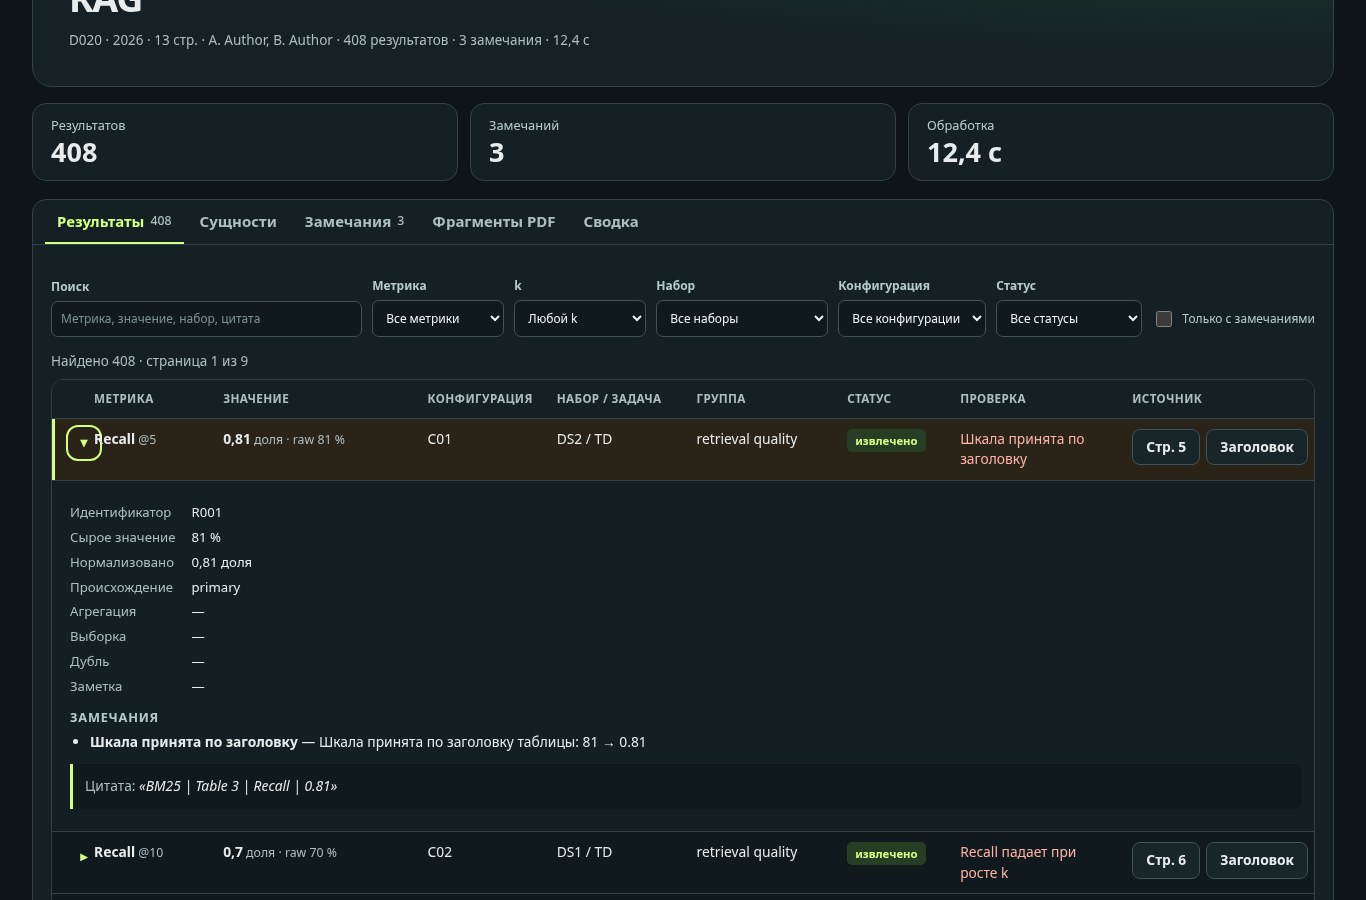 RAG
D020 · 2026 · 13 стр. · A. Author, B. Author · 408 результатов · 3 замечания · 12,4 с
Результатов
408
Замечаний
3
Обработка
12,4 с
Результаты 408 Сущности Замечания 3 Фрагменты PDF Сводка
Поиск Метрика k Набор Конфигурация Статус
Метрика, значение, набор, цитата Все метрики Любой k Все наборы Все конфигурации Все статусы Только с замечаниями
Найдено 408 · страница 1 из 9
МЕТРИКА ЗНАЧЕНИЕ КОНФИГУРАЦИЯ НАБОР / ЗАДАЧА ГРУППА СТАТУС ПРОВЕРКА ИСТОЧНИК
▼ Recall @5 0,81 доля · raw 81 % C01 DS2 / TD retrieval quality извлечено Шкала принята по Стр. 5 Заголовок
заголовку
Идентификатор R001
Сырое значение 81 %
Нормализовано 0,81 доля
Происхождение primary
Агрегация —
Выборка —
Дубль —
Заметка —
ЗАМЕЧАНИЯ
• Шкала принята по заголовку — Шкала принята по заголовку таблицы: 81 → 0.81
Цитата: «BM25 | Table 3 | Recall | 0.81»
► Recall @10 0,7 доля · raw 70 % C02 DS1 / TD retrieval quality извлечено Recall падает при Стр. 6 Заголовок
росте k